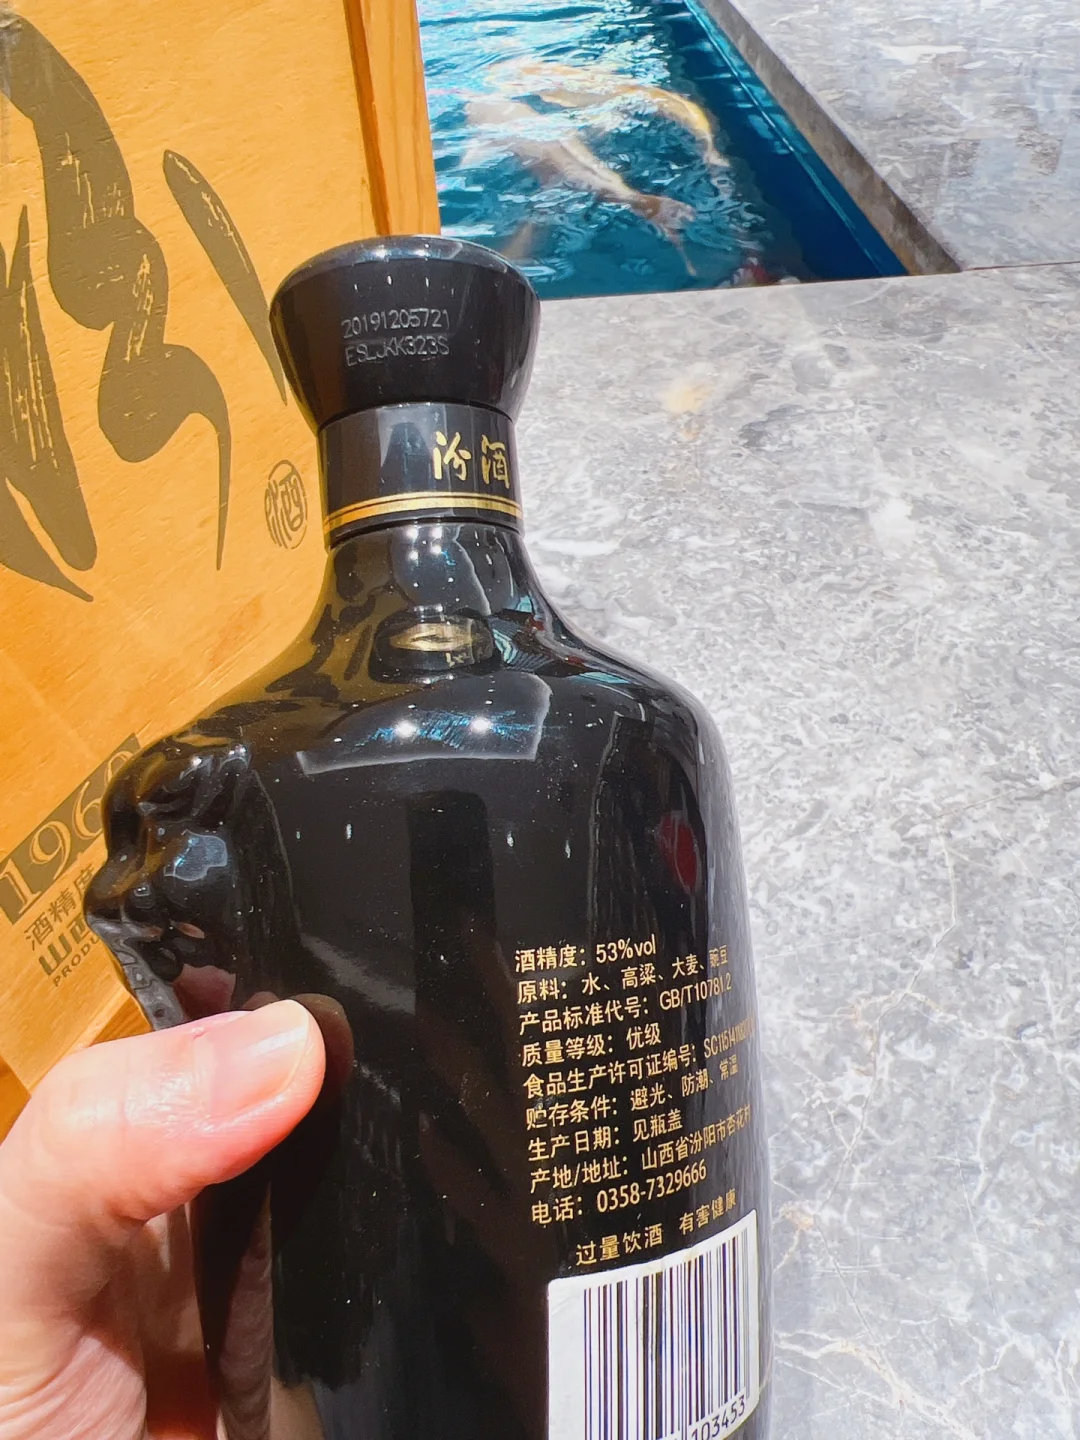 20191205721
汾酒
酒
196
酒精度
山西
PRODU
酒精度：53%vol
原料：水、高粱、大麦、豌豆
产品标准代号：GB/T10781.2
质量等级：优级
食品生产许可证编号：
贮存条件：避光、防潮、常温
生产日期：见瓶盖
产地/地址：山西省汾阳市杏花村
电话：0358-7329666
过量饮酒 有害健康
103453